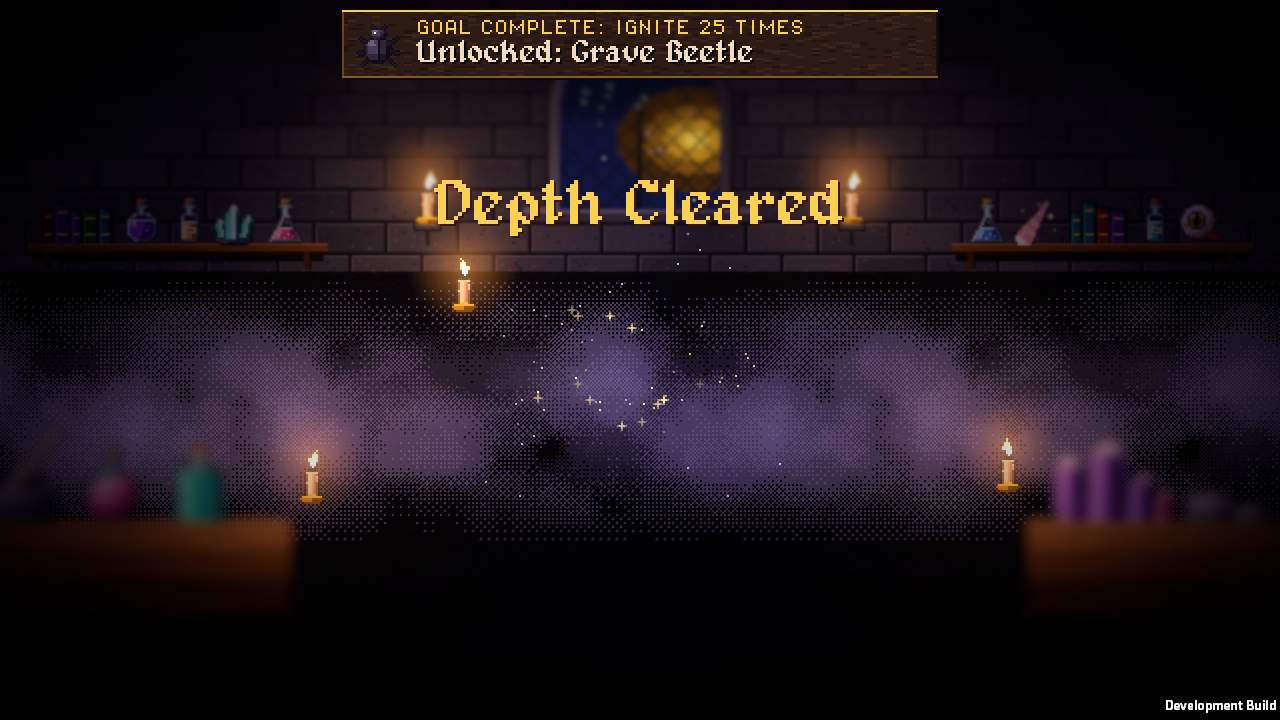 GOAL COMPLETE: IGNITE 25 TIMES
Unlocked: Grave Beetle
Depth Cleared
Development Build